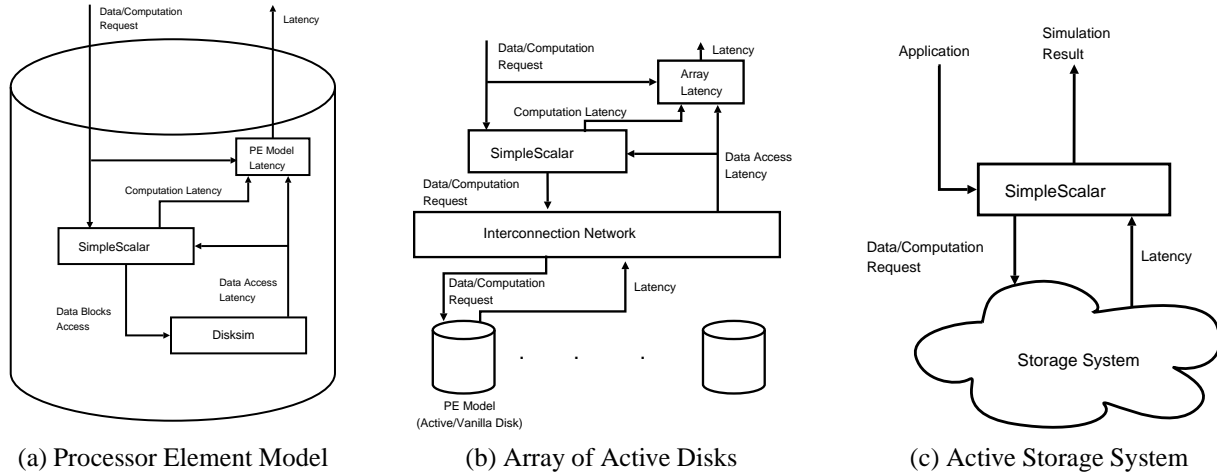 Data/Computation
Request
Latency
PE Model
Latency
Computation Latency
SimpleScalar
Data Access
Latency
Data Blocks
Access
Disksim
(a) Processor Element Model
Data/Computation
Request
Latency
Array
Latency
Computation Latency
SimpleScalar
Data Access
Latency
Data/Computation
Request
Interconnection Network
Data/Computation
Request
Latency
. . .
PE Model
(Active/Vanilla Disk)
(b) Array of Active Disks
Application
Simulation
Result
SimpleScalar
Data/Computation
Request
Latency
Storage System
(c) Active Storage System